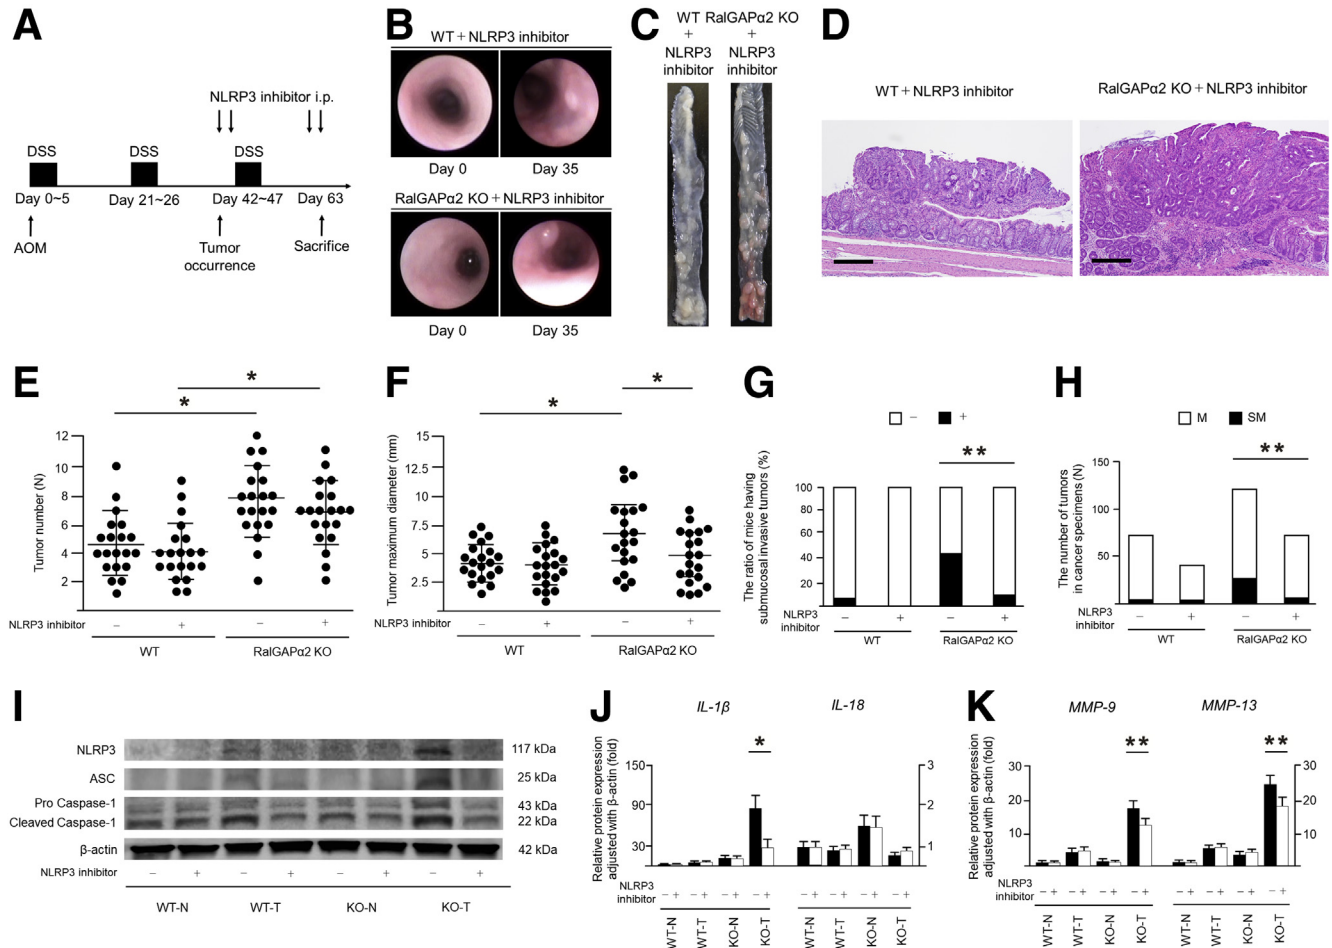 A
NLRP3 inhibitor i.p.
DSS
DSS
DSS
Day 0~5
Day 21~26
Day 42~47
Day 63
AOM
Tumor
occurrence
Sacrifice
B
WT + NLRP3 inhibitor
Day 0
Day 35
RalGAPα2 KO + NLRP3 inhibitor
Day 0
Day 35
C
WT RalGAPα2 KO
+ +
NLRP3 NLRP3
inhibitor inhibitor
D
WT + NLRP3 inhibitor
RalGAPα2 KO + NLRP3 inhibitor
E
*
*
Tumor number (N)
12
10
8
6
4
2
NLRP3 inhibitor − + − +
WT RalGAPα2 KO
F
*
*
Tumor maximum diameter (mm)
15
12.5
10
7.5
5
2.5
NLRP3 inhibitor − + − +
WT RalGAPα2 KO
G
− +
**
The ratio of mice having
submucosal invasive tumors (%)
100
80
60
40
20
NLRP3
inhibitor
− + − +
WT RalGAPα2 KO
H
M SM
**
The number of tumors
in cancer specimens (N)
150
100
50
NLRP3
inhibitor
− + − +
WT RalGAPα2 KO
I
NLRP3 117 kDa
ASC 25 kDa
Pro Caspase-1 43 kDa
Cleaved Caspase-1 22 kDa
β-actin 42 kDa
NLRP3 inhibitor − + − + − + − +
WT-N WT-T KO-N KO-T
J
IL-1β IL-18
*
Relative protein expression
adjusted with β-actin (fold)
150
90
30
3
2
1
NLRP3
inhibitor
− + − + − + − + − + − + − + − +
WT-N WT-T KO-N KO-T WT-N WT-T KO-N KO-T
K
MMP-9 MMP-13
** **
Relative protein expression
adjusted with β-actin (fold)
30
20
10
30
20
10
NLRP3
inhibitor
− + − + − + − + − + − + − + − +
WT-N WT-T KO-N KO-T WT-N WT-T KO-N KO-T